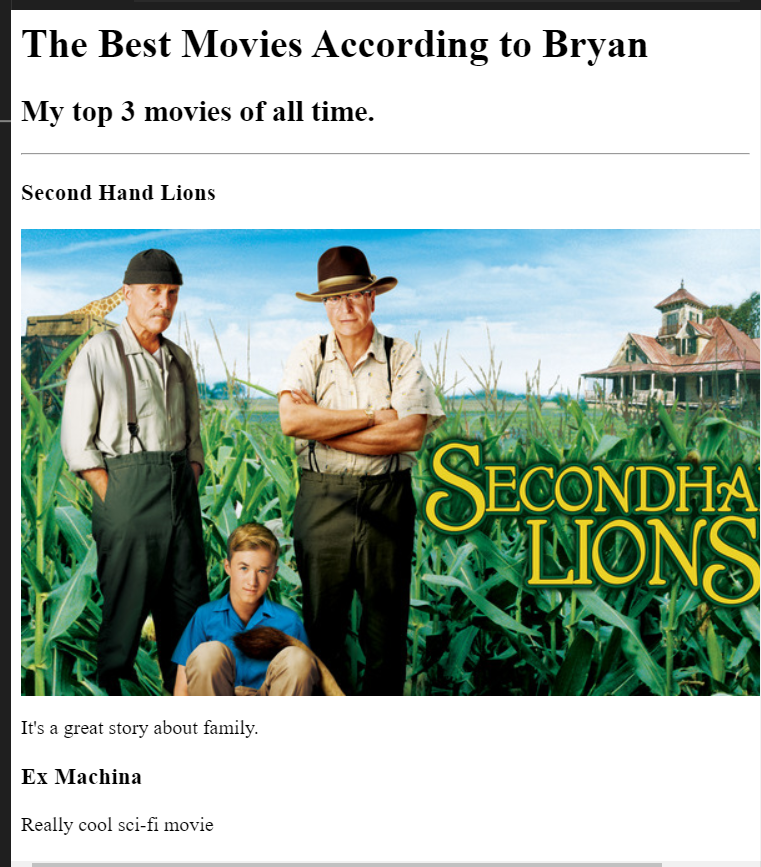 The Best Movies According to Bryan
My top 3 movies of all time.
Second Hand Lions
SECONDHA
LIONS
It's a great story about family.
Ex Machina
Really cool sci-fi movie